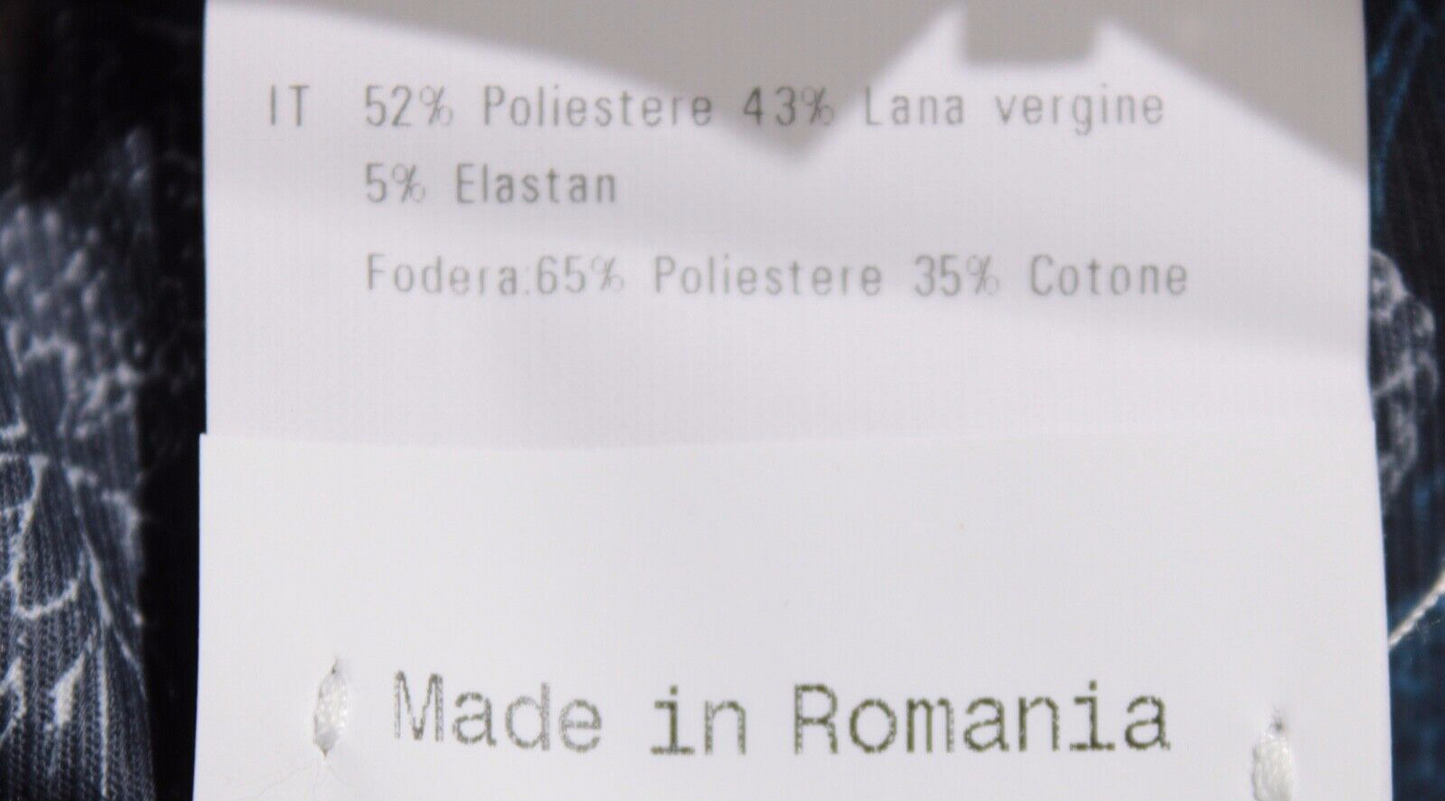 IT 52% Poliestere 43% Lana vergine
5% Elastan
Fodera:65% Poliestere 35% Cotone
Made in Romania